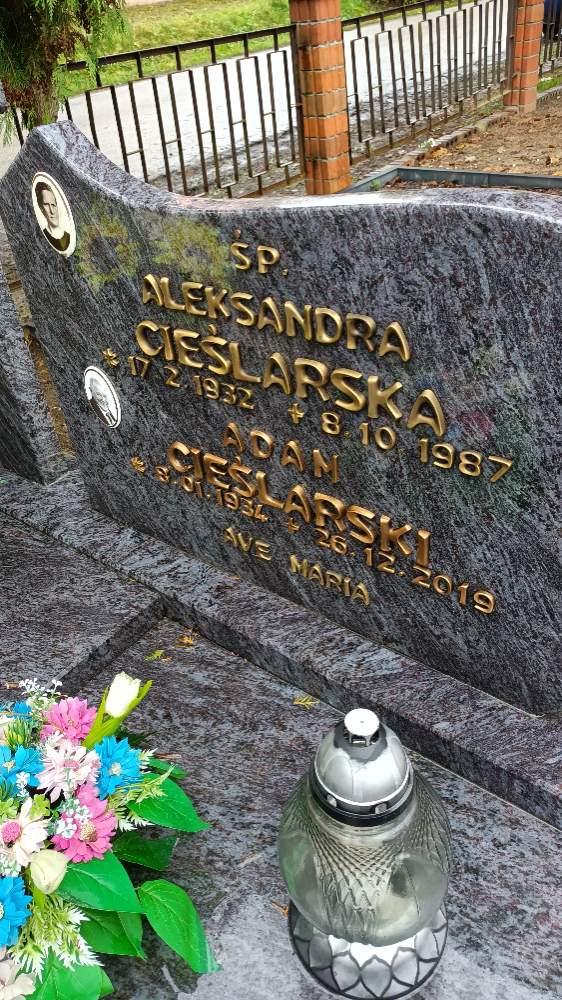 ŚP.
ALEKSANDRA
CIEŚLARSKA
* 17.2.1932 + 8.10.1987
ADAM
CIEŚLARSKI
* 8.01.1934 + 26.12.2019
AVE MARIA